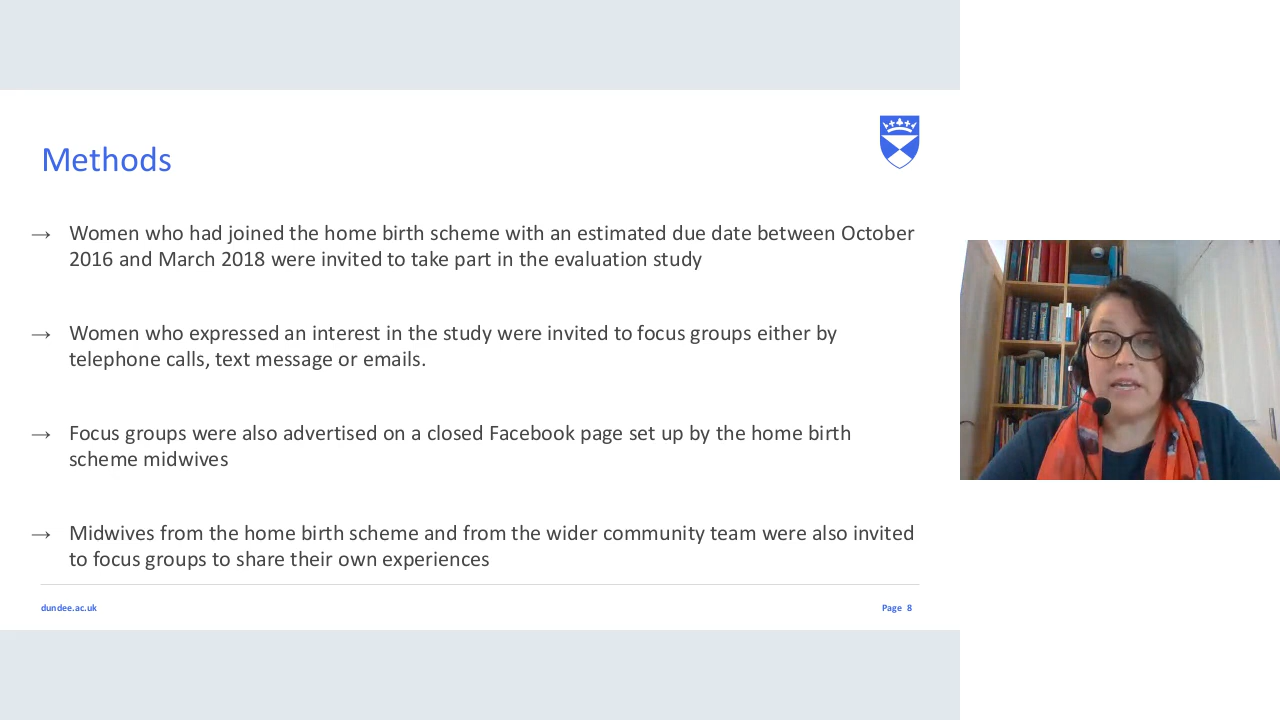 Methods
→ Women who had joined the home birth scheme with an estimated due date between October
2016 and March 2018 were invited to take part in the evaluation study
→ Women who expressed an interest in the study were invited to focus groups either by
telephone calls, text message or emails.
→ Focus groups were also advertised on a closed Facebook page set up by the home birth
scheme midwives
→ Midwives from the home birth scheme and from the wider community team were also invited
to focus groups to share their own experiences
dundee.ac.uk
Page 8